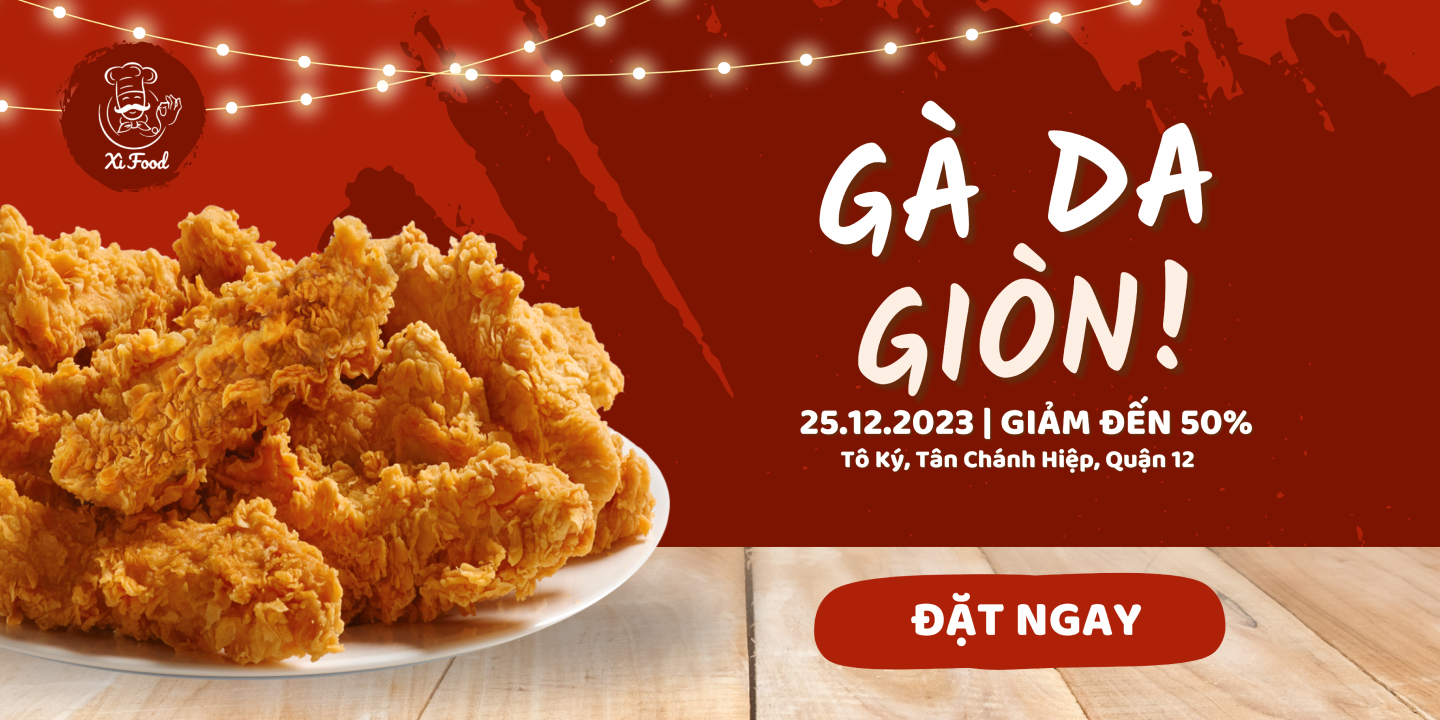 Xì Food
GÀ DA
GIÒN!
25.12.2023 | GIẢM ĐẾN 50%
Tô Ký, Tân Chánh Hiệp, Quận 12
ĐẶT NGAY